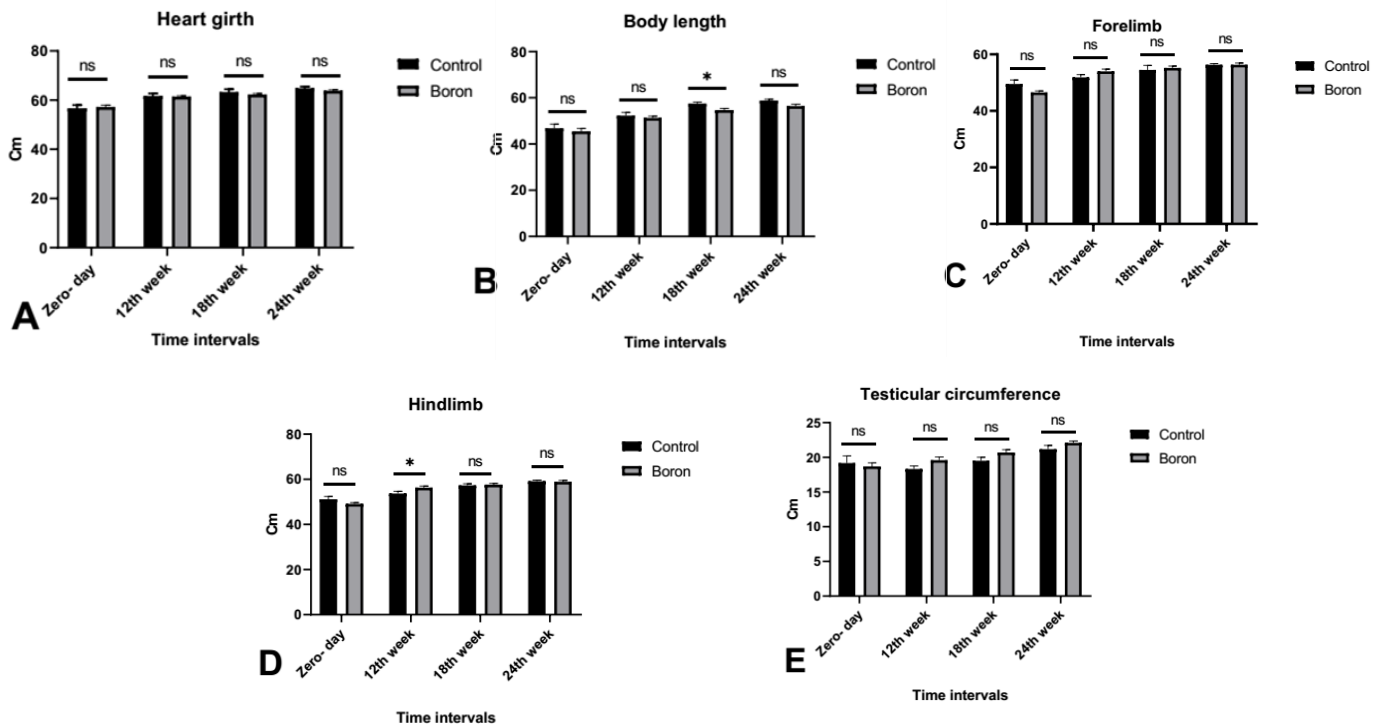 Heart girth
80
60
40
20
0
Cm
ns
ns
ns
ns
Control
Boron
Zero- day
12th week
18th week
24th week
Time intervals
A
Body length
80
60
40
20
0
Cm
ns
ns
*
ns
Control
Boron
Zero- day
12th week
18th week
24th week
Time intervals
B
Forelimb
60
40
20
0
Cm
ns
ns
ns
ns
Control
Boron
Zero- day
12th week
18th week
24th week
Time intervals
C
Hindlimb
80
60
40
20
0
Cm
ns
*
ns
ns
Control
Boron
Zero- day
12th week
18th week
24th week
Time intervals
D
Testicular circumference
25
20
15
10
5
0
Cm
ns
ns
ns
ns
Control
Boron
Zero- day
12th week
18th week
24th week
Time intervals
E